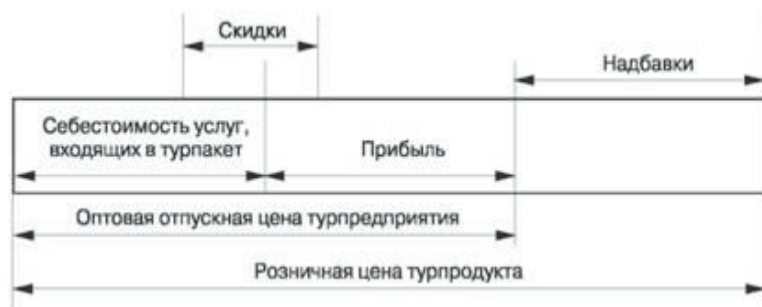 Скидки
Надбавки
Себестоимость услуг,
входящих в турпакет
Прибыль
Оптовая отпускная цена турпредприятия
Розничная цена турпродукта